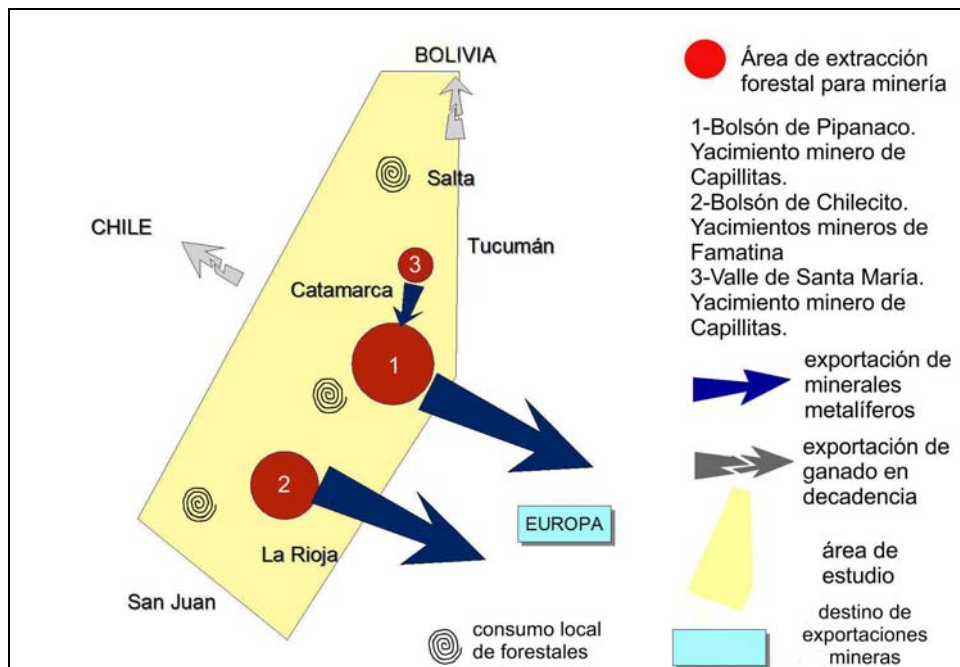 BOLIVIA
Salta
CHILE
Tucumán
3
Catamarca
1
2
EUROPA
La Rioja
San Juan
consumo local
de forestales
Área de extracción
forestal para minería
1-Bolsón de Pipanaco.
Yacimiento minero de
Capillitas.
2-Bolsón de Chilecito.
Yacimientos mineros de
Famatina
3-Valle de Santa María.
Yacimiento minero de
Capillitas.
exportación de
minerales
metalíferos
exportación de
ganado en
decadencia
área de
estudio
destino de
exportaciones
mineras